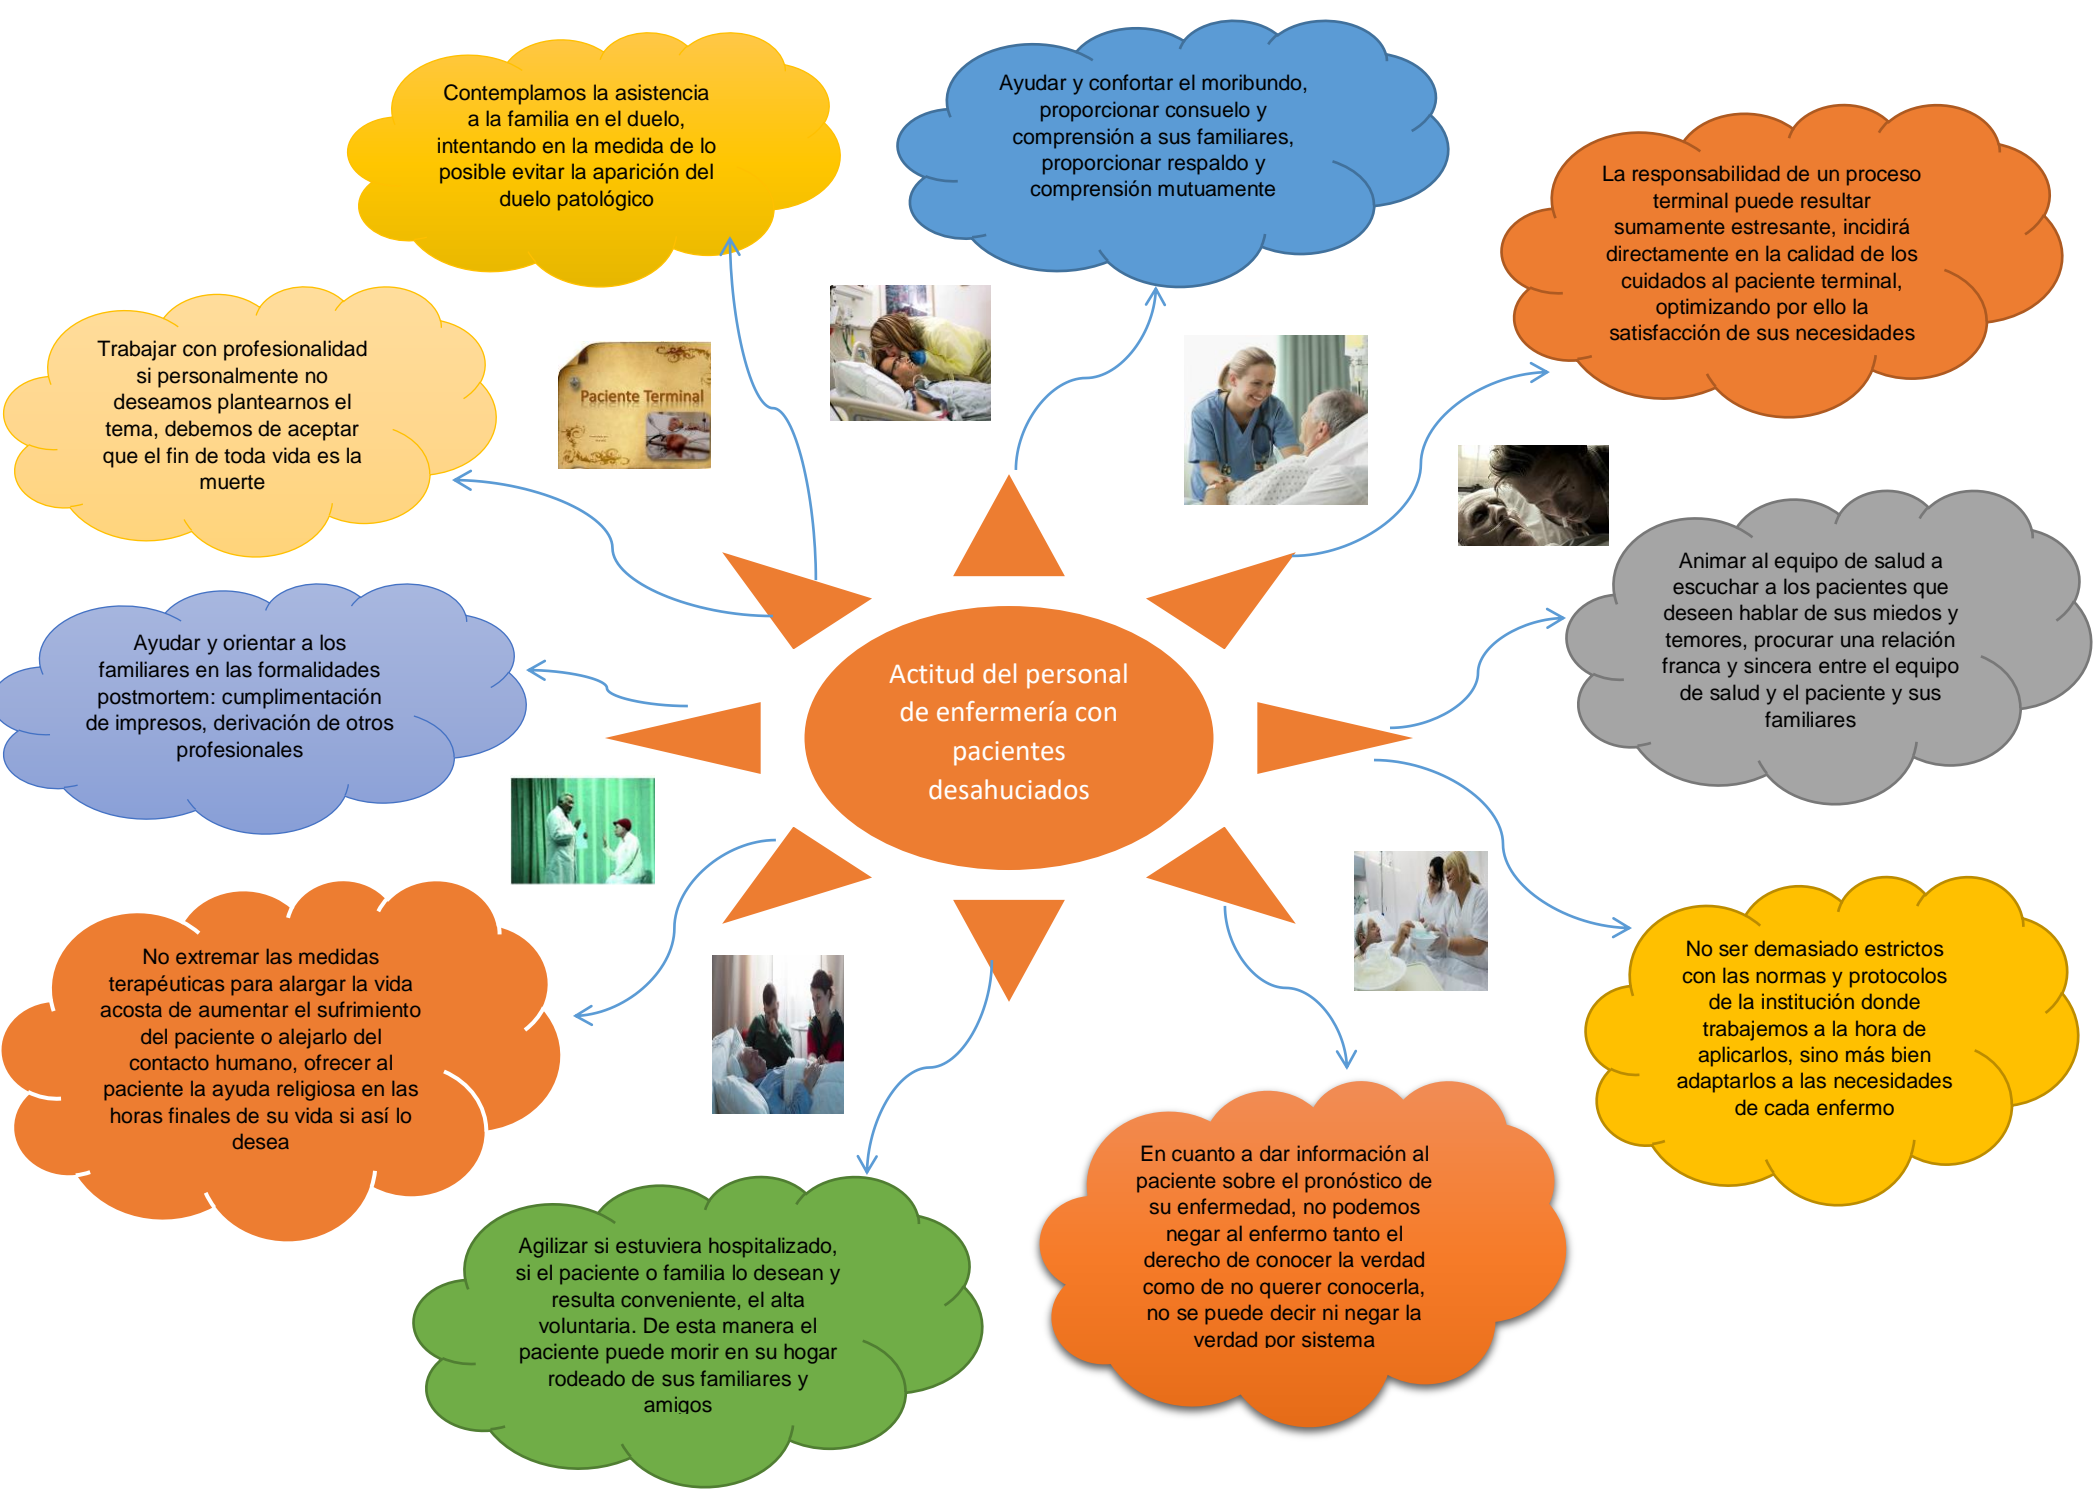 Contemplamos la asistencia
a la familia en el duelo,
intentando en la medida de lo
posible evitar la aparición del
duelo patológico
Ayudar y confortar el moribundo,
proporcionar consuelo y
comprensión a sus familiares,
proporcionar respaldo y
comprensión mutuamente
La responsabilidad de un proceso
terminal puede resultar
sumamente estresante, incidirá
directamente en la calidad de los
cuidados al paciente terminal,
optimizando por ello la
satisfacción de sus necesidades
Trabajar con profesionalidad
si personalmente no
deseamos plantearnos el
tema, debemos de aceptar
que el fin de toda vida es la
muerte
Paciente Terminal
Animar al equipo de salud a
escuchar a los pacientes que
deseen hablar de sus miedos y
temores, procurar una relación
franca y sincera entre el equipo
de salud y el paciente y sus
familiares
Ayudar y orientar a los
familiares en las formalidades
postmortem: cumplimentación
de impresos, derivación de otros
profesionales
Actitud del personal
de enfermería con
pacientes
desahuciados
No extremar las medidas
terapéuticas para alargar la vida
acosta de aumentar el sufrimiento
del paciente o alejarlo del
contacto humano, ofrecer al
paciente la ayuda religiosa en las
horas finales de su vida si así lo
desea
No ser demasiado estrictos
con las normas y protocolos
de la institución donde
trabajemos a la hora de
aplicarlos, sino más bien
adaptarlos a las necesidades
de cada enfermo
Agilizar si estuviera hospitalizado,
si el paciente o familia lo desean y
resulta conveniente, el alta
voluntaria. De esta manera el
paciente puede morir en su hogar
rodeado de sus familiares y
amigos
En cuanto a dar información al
paciente sobre el pronóstico de
su enfermedad, no podemos
negar al enfermo tanto el
derecho de conocer la verdad
como de no querer conocerla,
no se puede decir ni negar la
verdad por sistema